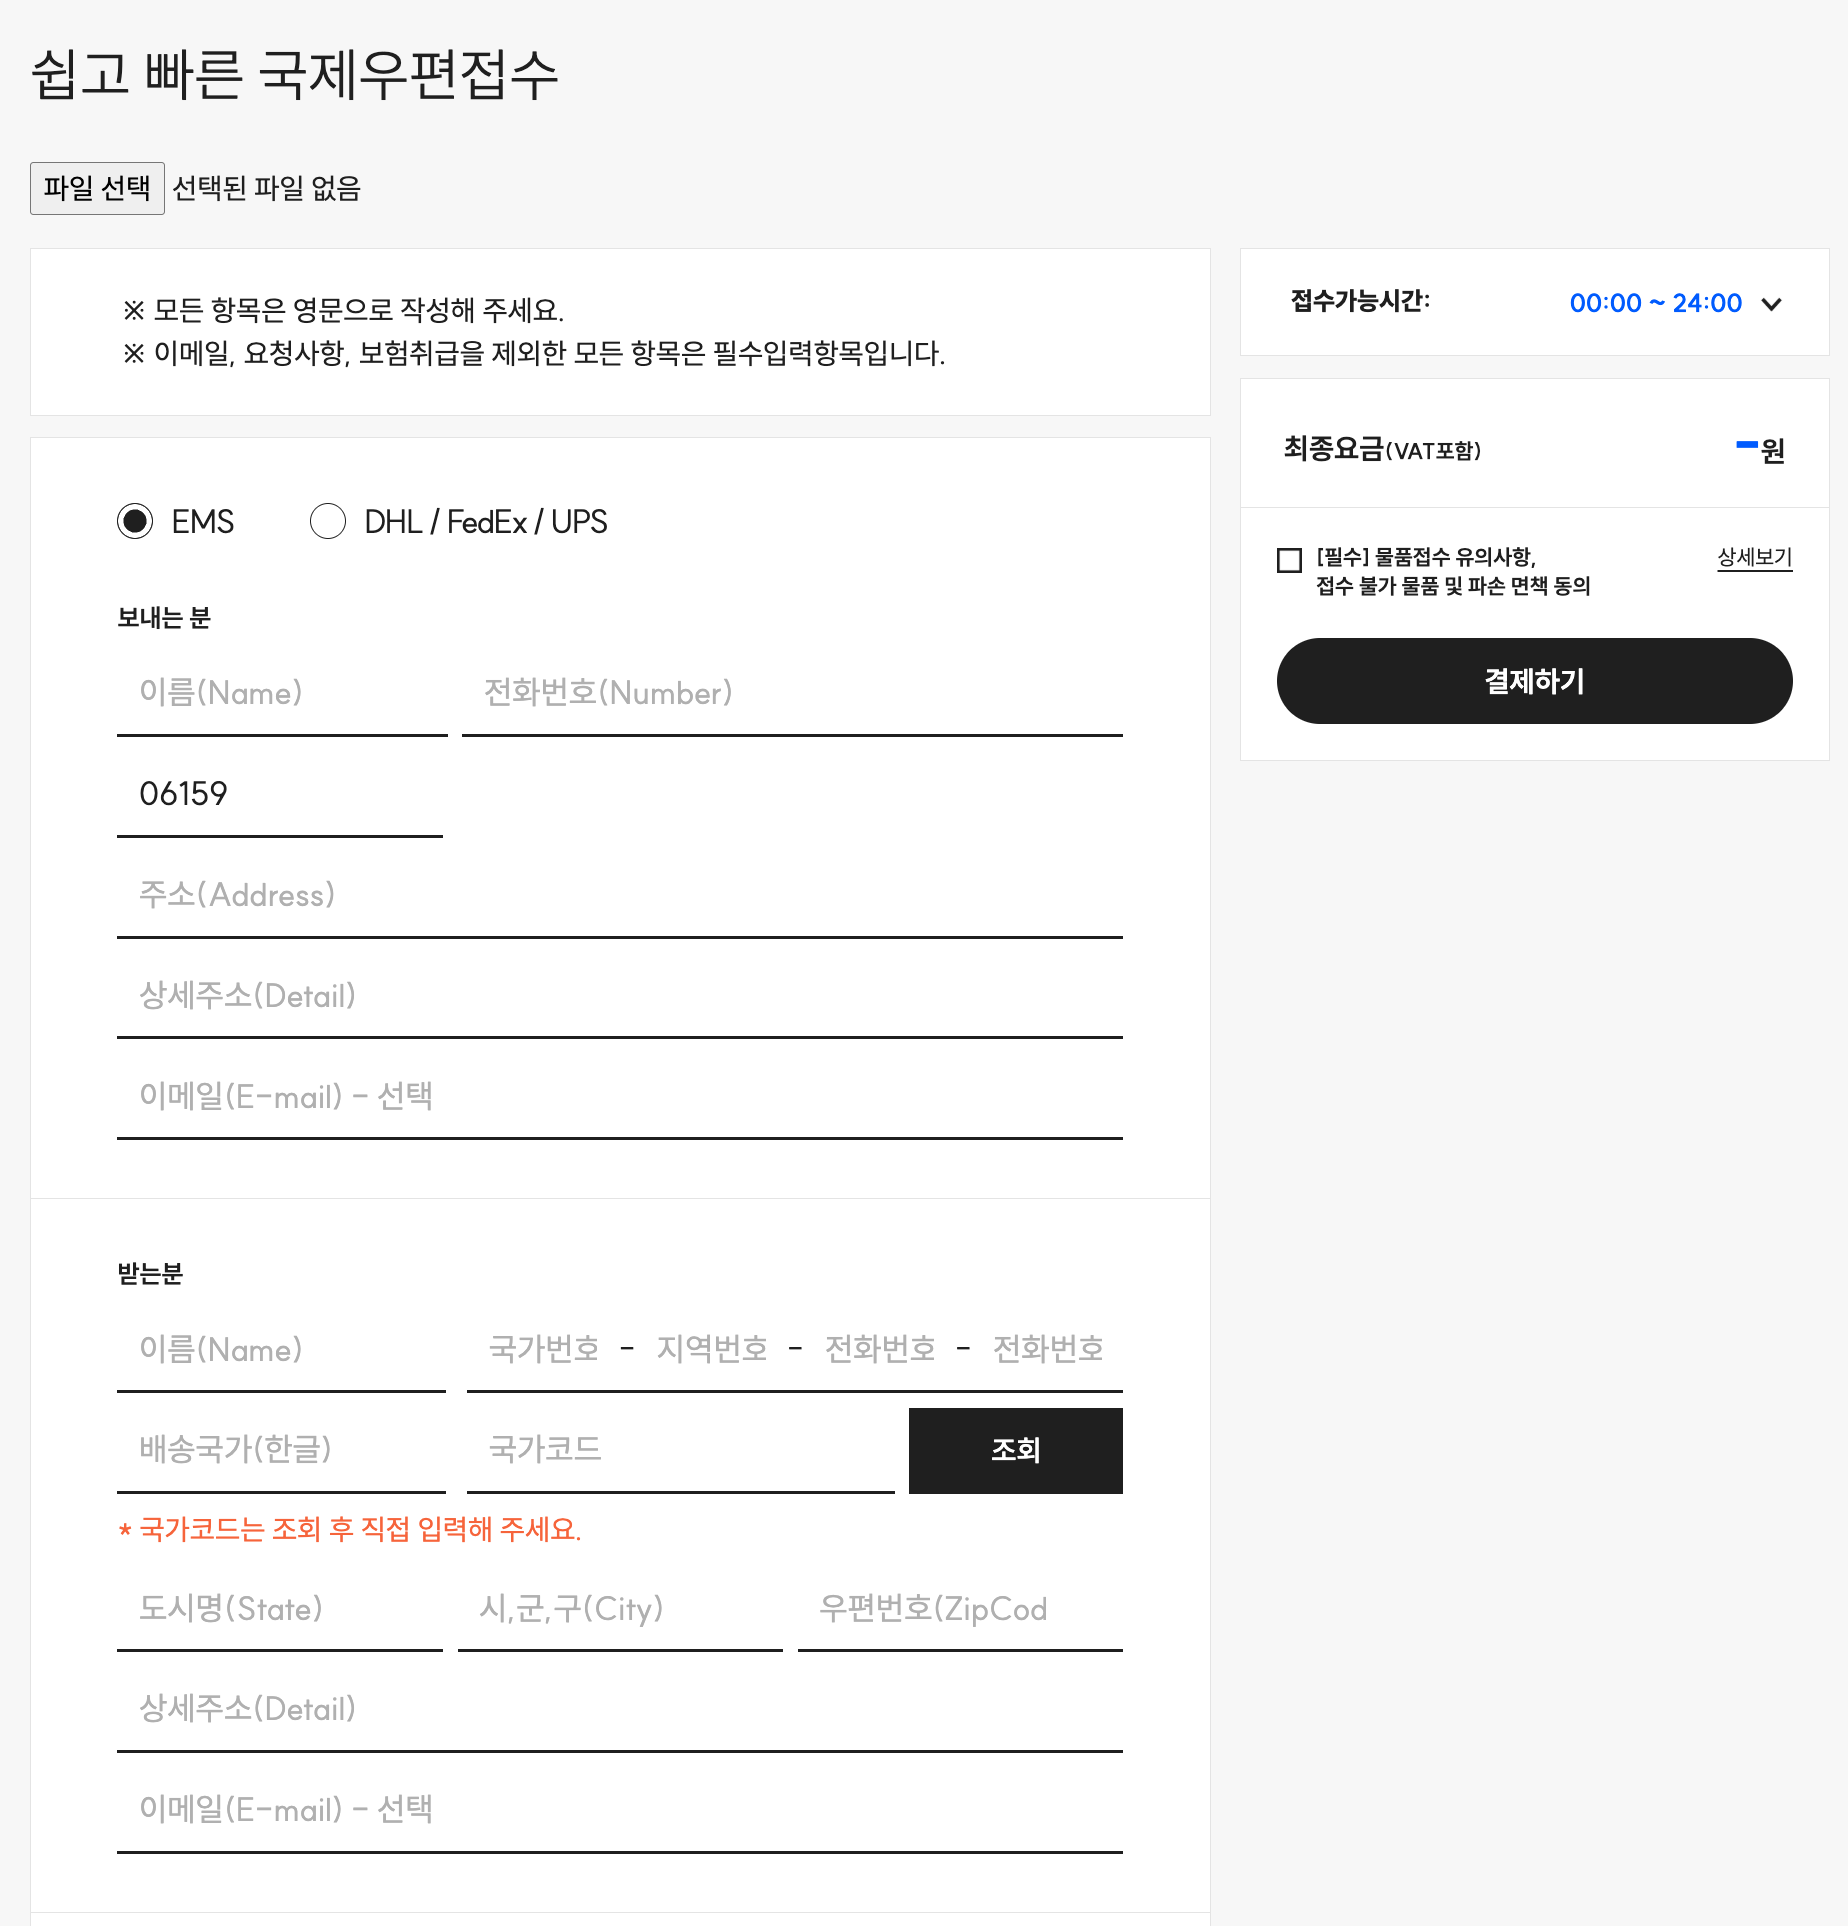 쉽고 빠른 국제우편접수
파일 선택 선택된 파일 없음
※ 모든 항목은 영문으로 작성해 주세요.
※ 이메일, 요청사항, 보험취급을 제외한 모든 항목은 필수입력항목입니다.
EMS DHL / FedEx / UPS
보내는 분
이름(Name) 전화번호(Number)
06159
주소(Address)
상세주소(Detail)
이메일(E-mail) - 선택
받는분
이름(Name) 국가번호 - 지역번호 - 전화번호 - 전화번호
배송국가(한글) 국가코드 조회
* 국가코드는 조회 후 직접 입력해 주세요.
도시명(State) 시,군,구(City) 우편번호(ZipCod
상세주소(Detail)
이메일(E-mail) - 선택
접수가능시간: 00:00 ~ 24:00
최종요금(VAT포함) -원
[필수] 물품접수 유의사항, 상세보기
접수 불가 물품 및 파손 면책 동의
결제하기